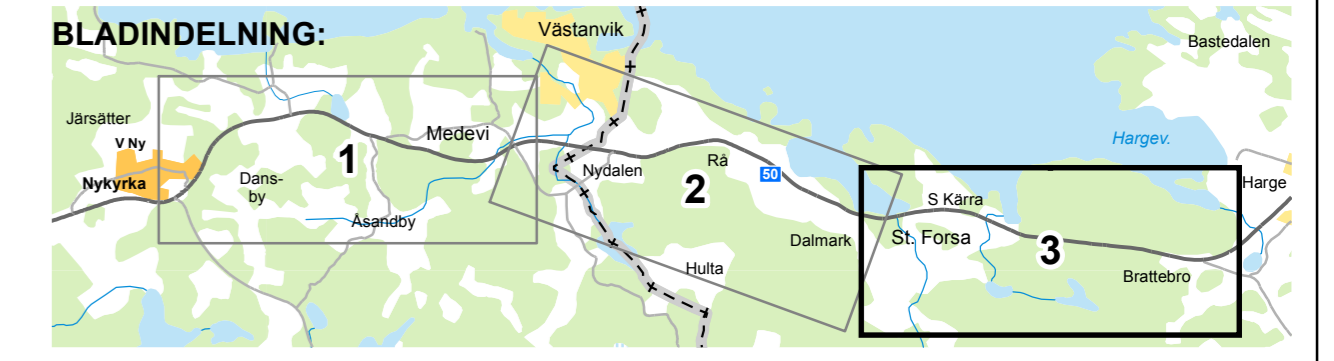 BLADINDELNING:
Västanvik
Bastedalen
Järsätter
V Ny
Medevi
Hargev.
1
Nykyrka
Dans-
by
Nydalen
Rå
50
2
S Kärra
Harge
Åsandby
Dalmark
St. Forsa
3
Hulta
Brattebro